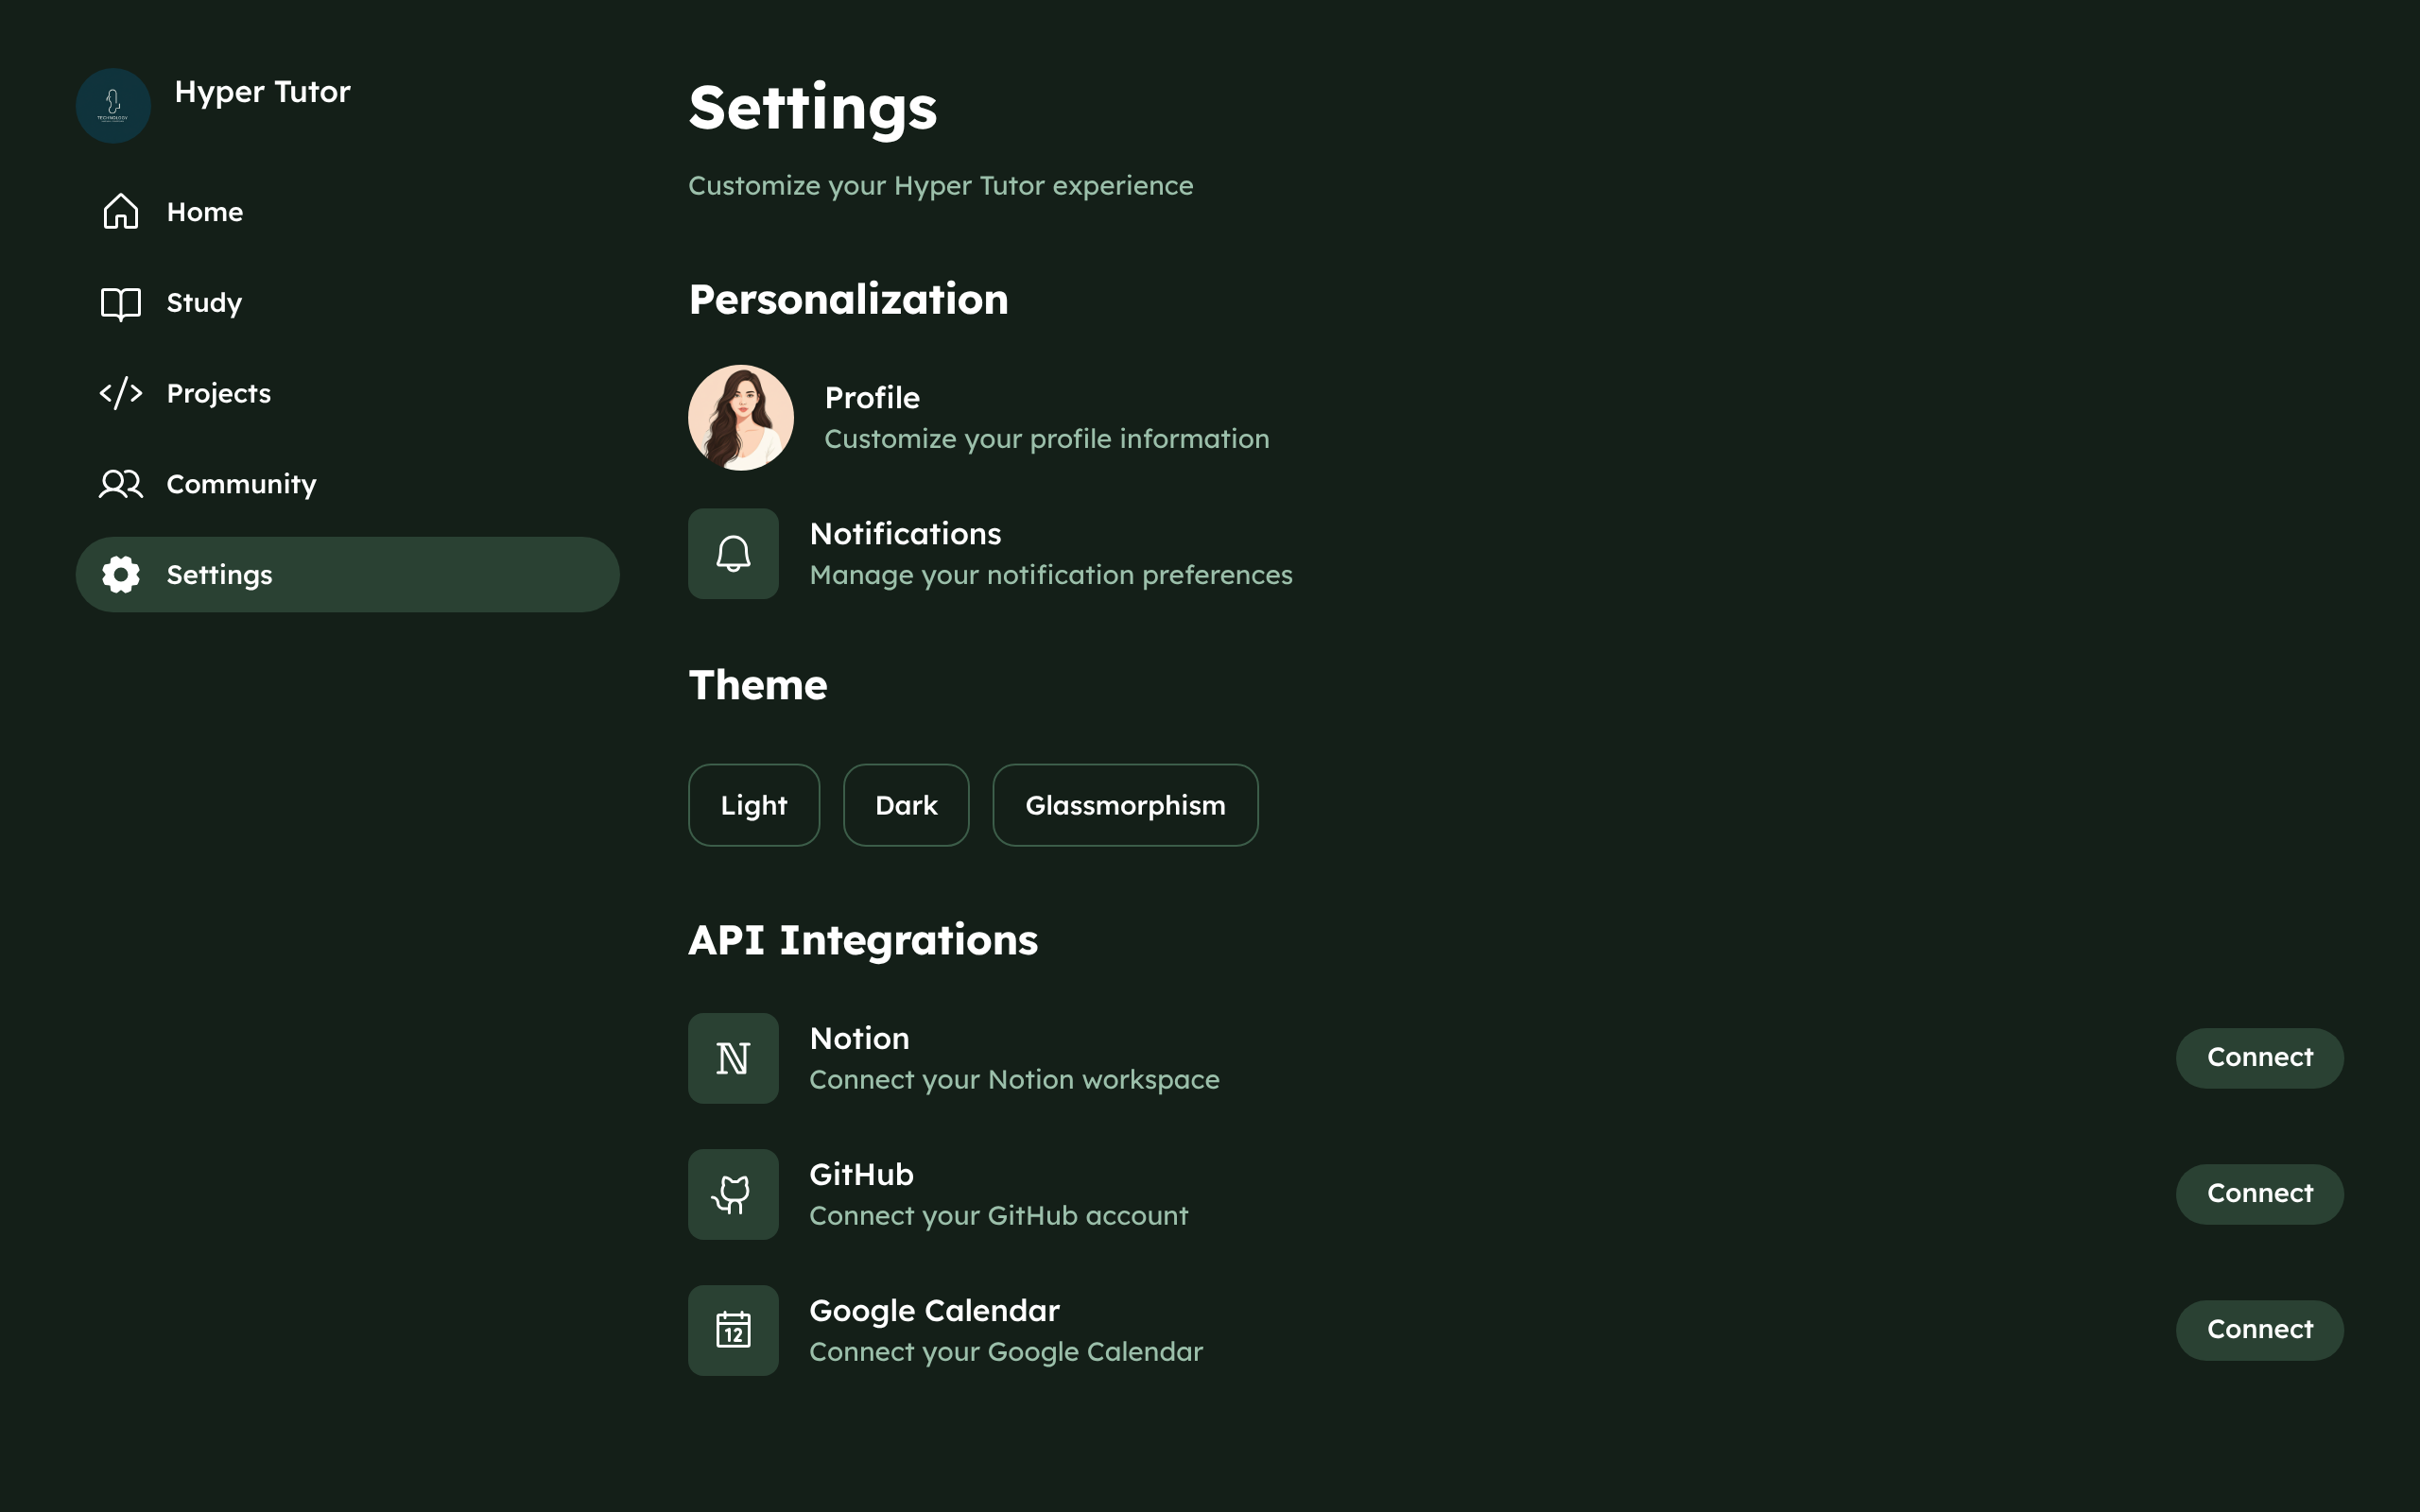 TECHNOLOGY
Hyper Tutor
Home
Study
Projects
Community
Settings
Settings
Customize your Hyper Tutor experience
Personalization
Profile
Customize your profile information
Notifications
Manage your notification preferences
Theme
Light
Dark
Glassmorphism
API Integrations
Notion
Connect your Notion workspace
Connect
GitHub
Connect your GitHub account
Connect
12
Google Calendar
Connect your Google Calendar
Connect